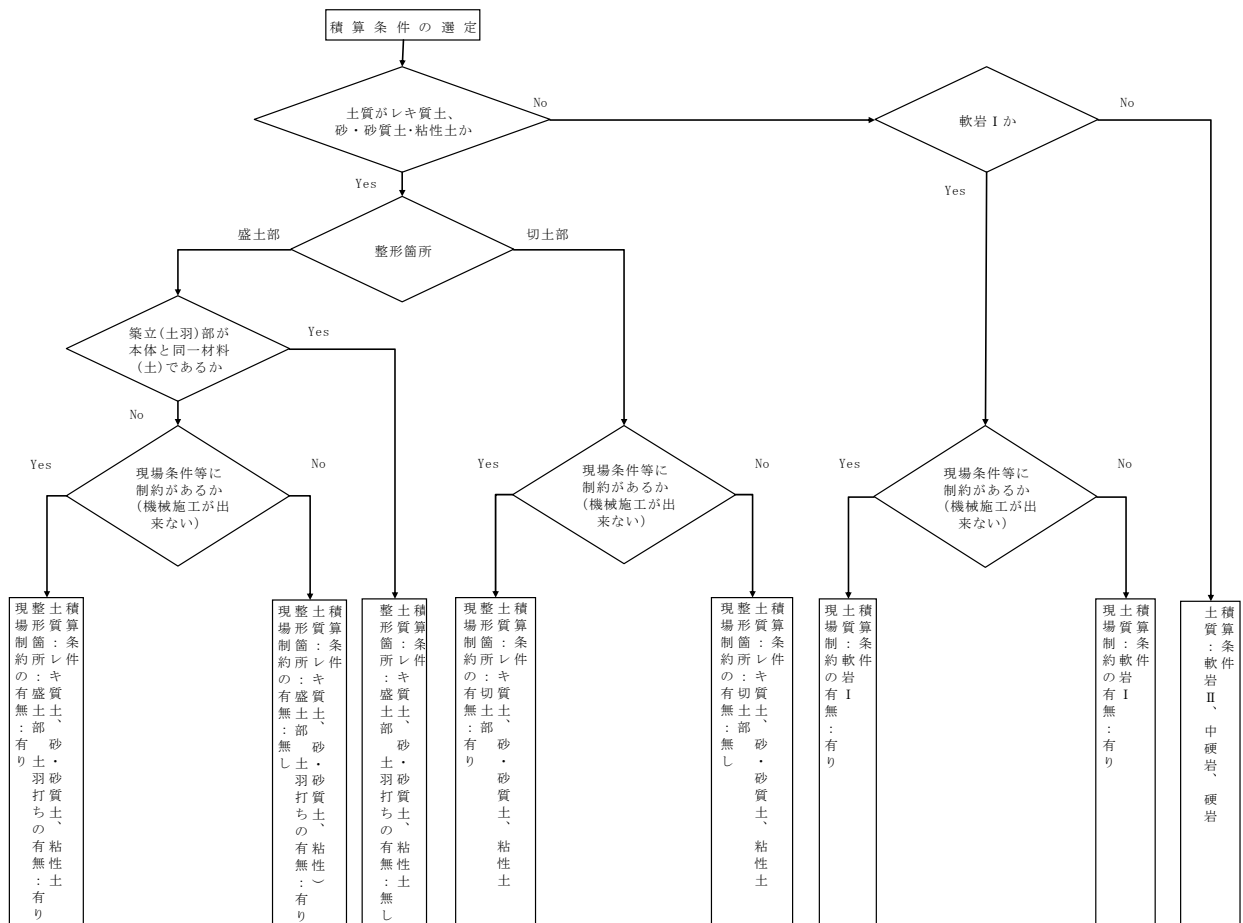 積算条件の選定
土質がレキ質土、
砂・砂質土・粘性土か
No
軟岩Ⅰか
No
Yes
Yes
盛土部
整形箇所
切土部
築立(土羽)部が
本体と同一材料
(土)であるか
Yes
No
Yes
現場条件等に
制約があるか
(機械施工が出
来ない)
No
Yes
現場条件等に
制約があるか
(機械施工が出
来ない)
No
Yes
現場条件等に
制約があるか
(機械施工が出
来ない)
No
積算条件
土質:レキ質土、砂・砂質土、粘性土
整形箇所:盛土部 土羽打ちの有無:有り
現場制約の有無:有り
積算条件
土質:レキ質土、砂・砂質土、粘性)
整形箇所:盛土部 土羽打ちの有無:有り
現場制約の有無:無し
積算条件
土質:レキ質土、砂・砂質土、粘性土
整形箇所:盛土部 土羽打ちの有無:無し
積算条件
土質:レキ質土、砂・砂質土、粘性土
整形箇所:切土部
現場制約の有無:有り
積算条件
土質:レキ質土、砂・砂質土、粘性土
整形箇所:切土部
現場制約の有無:無し
積算条件
土質:軟岩Ⅰ
現場制約の有無:有り
積算条件
土質:軟岩Ⅰ
現場制約の有無:有り
積算条件
土質:軟岩Ⅱ、中硬岩、硬岩